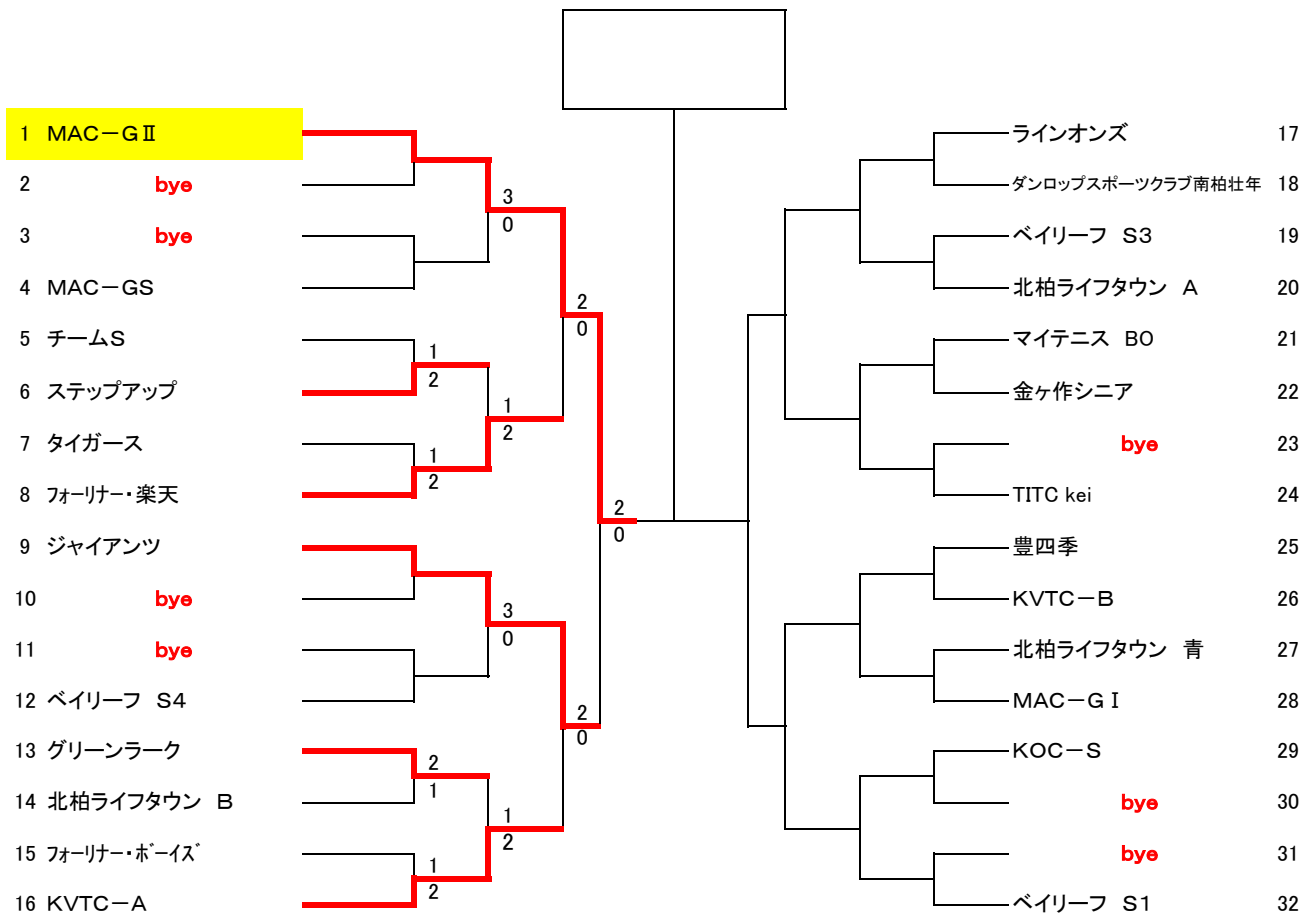 1 MAC－GⅡ
2 bye
3 bye
4 MAC－GS
5 チームS
6 ステップアップ
7 タイガース
8 フォーリナー・楽天
9 ジャイアンツ
10 bye
11 bye
12 ベイリーフ S4
13 グリーンラーク
14 北柏ライフタウン B
15 フォーリナー・ボーイズ
16 KVTC－A
1
2
1
2
2
1
1
2
3
0
1
2
3
0
1
2
2
0
2
0
2
0
ラインオンズ 17
ダンロップスポーツクラブ南柏壮年 18
ベイリーフ S3 19
北柏ライフタウン A 20
マイテニス BO 21
金ヶ作シニア 22
bye 23
TITC kei 24
豊四季 25
KVTC－B 26
北柏ライフタウン 青 27
MAC－GⅠ 28
KOC－S 29
bye 30
bye 31
ベイリーフ S1 32